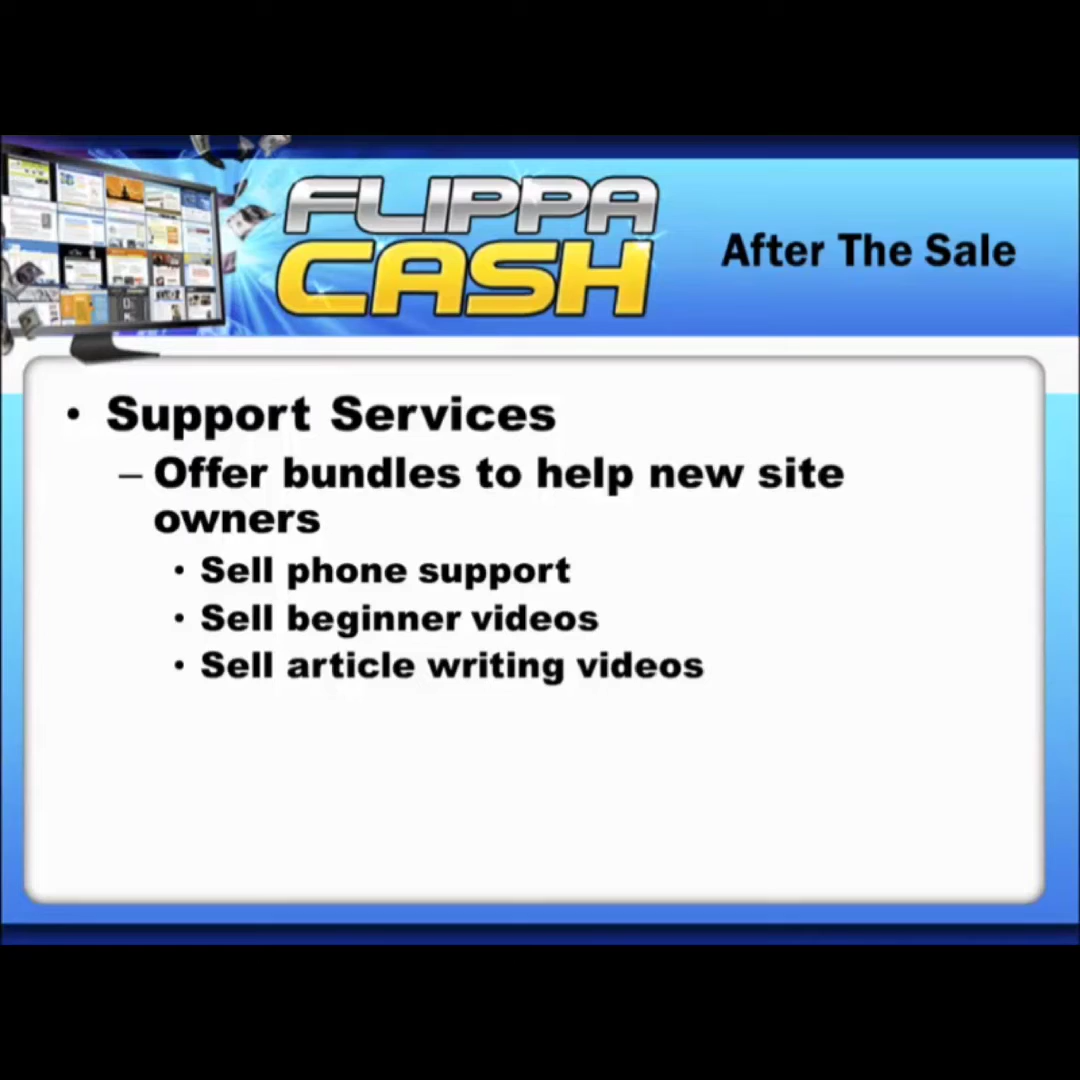 FLIPPA
CASH
After The Sale
• Support Services
– Offer bundles to help new site
owners
• Sell phone support
• Sell beginner videos
• Sell article writing videos